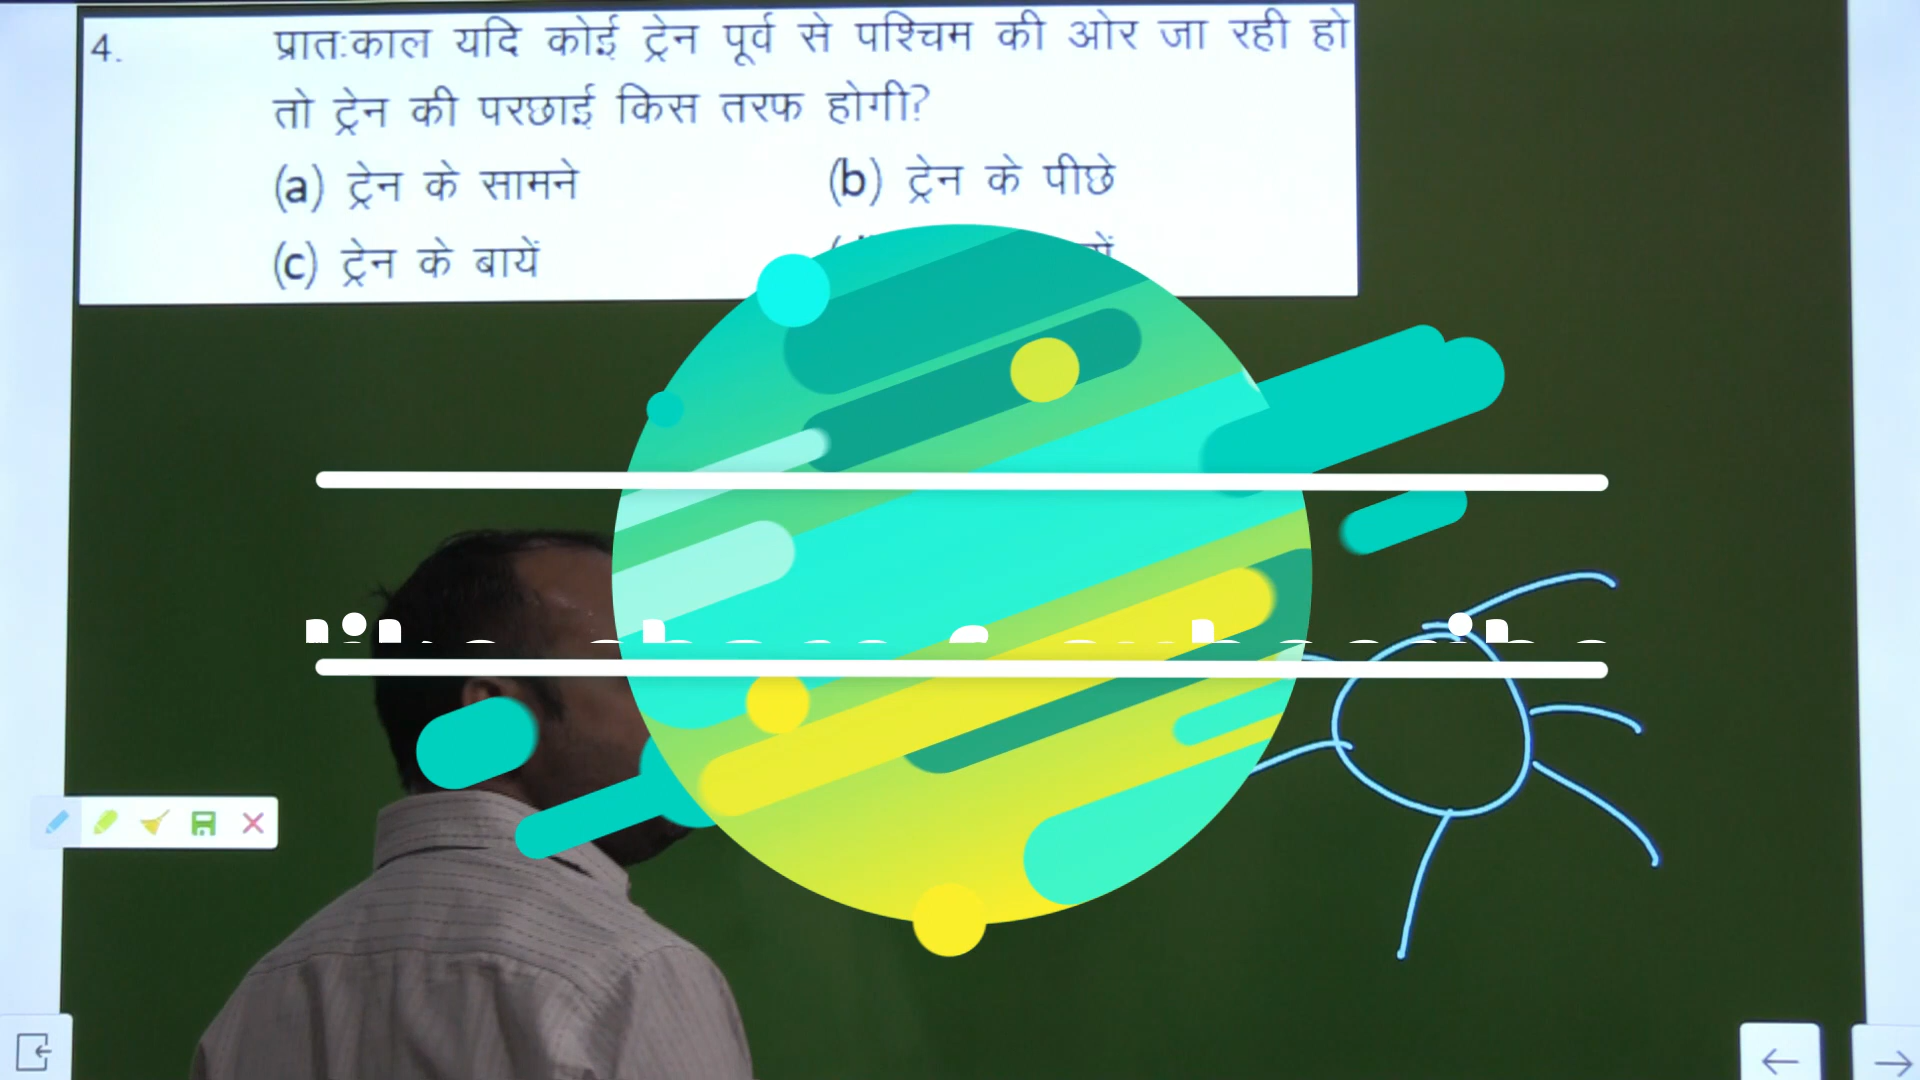 4. प्रातःकाल यदि कोई ट्रेन पूर्व से पश्चिम की ओर जा रही हो
तो ट्रेन की परछाई किस तरफ होगी?
(a) ट्रेन के सामने (b) ट्रेन के पीछे
(c) ट्रेन के बायें